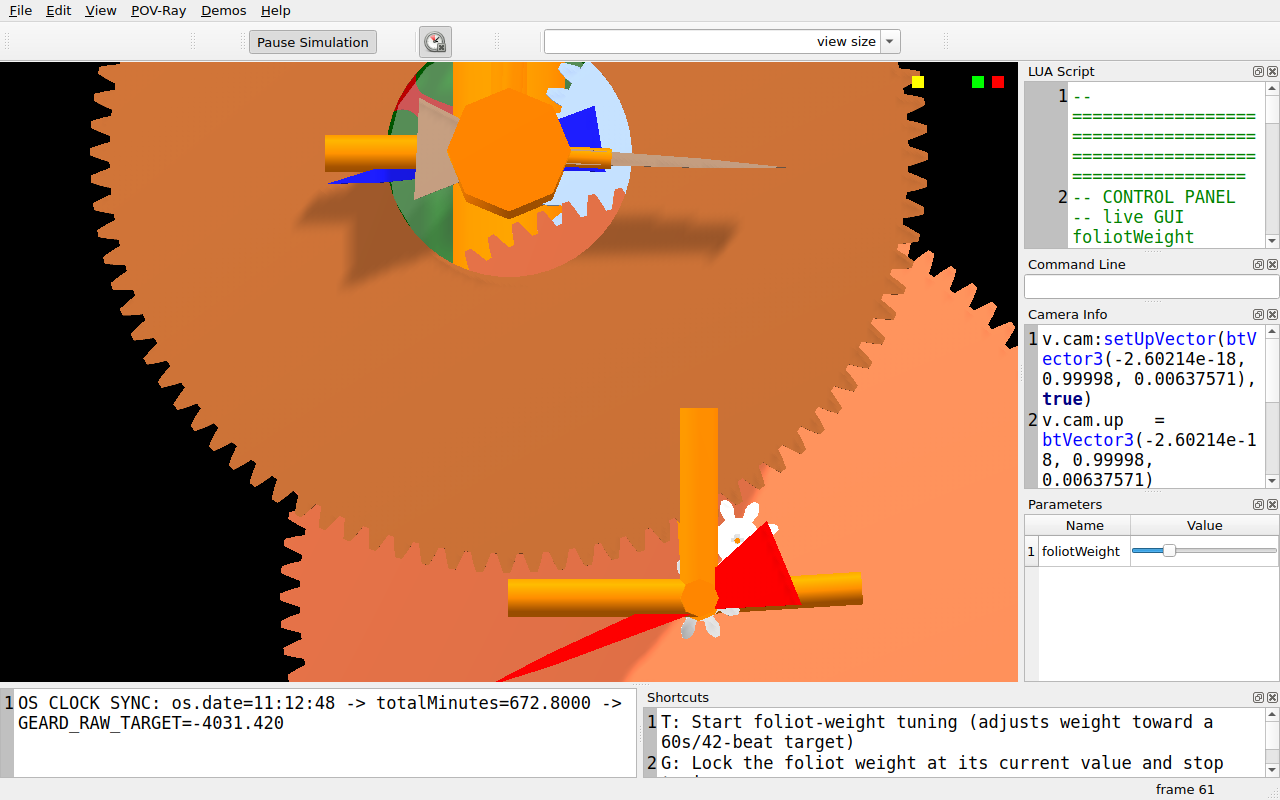 File Edit View POV-Ray Demos Help
Pause Simulation
view size
LUA Script
1 --
==================
==================
==================
=================
2 -- CONTROL PANEL
-- live GUI
foliotWeight
Command Line
Camera Info
1 v.cam:setUpVector(btV
ector3(-2.60214e-18,
0.99998, 0.00637571),
true)
2 v.cam.up   =
btVector3(-2.60214e-1
8, 0.99998,
0.00637571)
Parameters
Name Value
1 foliotWeight
1 OS CLOCK SYNC: os.date=11:12:48 -> totalMinutes=672.8000 ->
GEARD_RAW_TARGET=-4031.420
Shortcuts
1 T: Start foliot-weight tuning (adjusts weight toward a
60s/42-beat target)
2 G: Lock the foliot weight at its current value and stop
frame 61